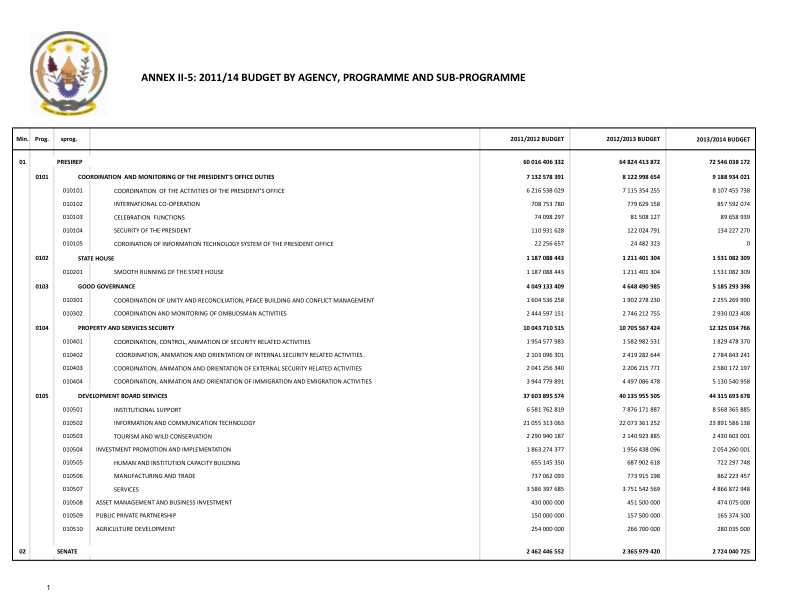 ANNEX II-5: 2011/14 BUDGET BY AGENCY, PROGRAMME AND SUB-PROGRAMME
Min. Prog. sprog. 2011/2012 BUDGET 2012/2013 BUDGET 2013/2014 BUDGET
01 PRESIREP 60 016 406 332 64 824 413 872 72 546 058 172
0101 COORDINATION AND MONITORING OF THE PRESIDENT'S OFFICE DUTIES 7 132 578 391 8 122 998 654 9 188 934 021
010101 COORDINATION OF THE ACTIVITIES OF THE PRESIDENT'S OFFICE 6 216 538 029 7 115 354 255 8 107 455 738
010102 INTERNATIONAL CO-OPERATION 708 753 780 779 629 158 857 592 074
010103 CELEBRATION FUNCTIONS 74 098 297 81 508 127 89 658 939
010104 SECURITY OF THE PRESIDENT 110 931 628 122 024 791 134 227 270
010105 CORDINATION OF INFORMATION TECHNOLOGY SYSTEM OF THE PRESIDENT OFFICE 22 256 657 24 482 323 0
0102 STATE HOUSE 1 187 088 443 1 211 401 304 1 531 082 309
010201 SMOOTH RUNNING OF THE STATE HOUSE 1 187 088 443 1 211 401 304 1 531 082 309
0103 GOOD GOVERNANCE 4 049 133 409 4 648 490 985 5 185 293 398
010301 COORDINATION OF UNITY AND RECONCILIATION, PEACE BUILDING AND CONFLICT MANAGEMENT 1 604 536 258 1 902 278 230 2 255 269 990
010302 COORDINATION AND MONITORING OF OMBUDSMAN ACTIVITIES 2 444 597 151 2 746 212 755 2 930 023 408
0104 PROPERTY AND SERVICES SECURITY 10 043 710 515 10 705 567 424 12 325 034 766
010401 COORDINATION, CONTROL, ANIMATION OF SECURITY RELATED ACTIVITIES 1 954 577 983 1 582 982 531 1 829 478 370
010402 COORDINATION, ANIMATION AND ORIENTATION OF INTERNAL SECURITY RELATED ACTIVITIES. 2 103 096 301 2 419 282 644 2 784 843 241
010403 COORDINATION, ANIMATION AND ORIENTATION OF EXTERNAL SECURITY RELATED ACTIVITIES 2 041 256 340 2 206 215 771 2 580 172 197
010404 COORDINATION, ANIMATION AND ORIENTATION OF IMMIGRATION AND EMIGRATION ACTIVITIES 3 944 779 891 4 497 086 478 5 130 540 958
0105 DEVELOPMENT BOARD SERVICES 37 603 895 574 40 135 955 505 44 315 693 678
010501 INSTITUTIONAL SUPPORT 6 581 762 819 7 876 171 887 8 568 365 885
010502 INFORMATION AND COMMUNICATION TECHNOLOGY 21 055 313 063 22 073 361 252 23 891 586 138
010503 TOURISM AND WILD CONSERVATION 2 290 940 187 2 140 923 885 2 430 603 001
010504 INVESTMENT PROMOTION AND IMPLEMENTATION 1 863 274 377 1 956 438 096 2 054 260 001
010505 HUMAN AND INSTITUTION CAPACITY BUILDING 655 145 350 687 902 618 722 297 748
010506 MANUFACTURING AND TRADE 737 062 093 773 915 198 862 223 457
010507 SERVICES 3 586 397 685 3 751 542 569 4 866 872 948
010508 ASSET MANAGEMENT AND BUSINESS INVESTMENT 430 000 000 451 500 000 474 075 000
010509 PUBLIC PRIVATE PARTNERSHIP 150 000 000 157 500 000 165 374 500
010510 AGRICULTURE DEVELOPMENT 254 000 000 266 700 000 280 035 000
02 SENATE 2 462 446 552 2 365 979 420 2 724 040 725
1